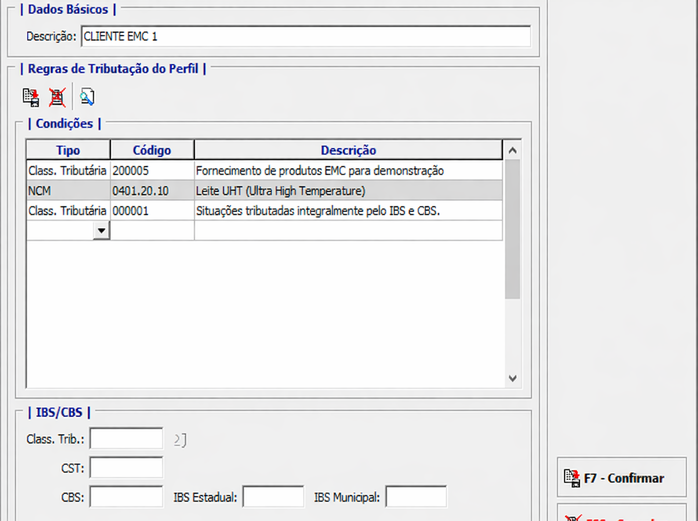 | Dados Básicos |
Descrição: CLIENTE EMC 1
| Regras de Tributação do Perfil |
| Condições |
Tipo Código Descrição
Class. Tributária 200005 Fornecimento de produtos EMC para demonstração
NCM 0401.20.10 Leite UHT (Ultra High Temperature)
Class. Tributária 000001 Situações tributadas integralmente pelo IBS e CBS.
| IBS/CBS |
Class. Trib.:
CST:
CBS: IBS Estadual: IBS Municipal:
F7 - Confirmar